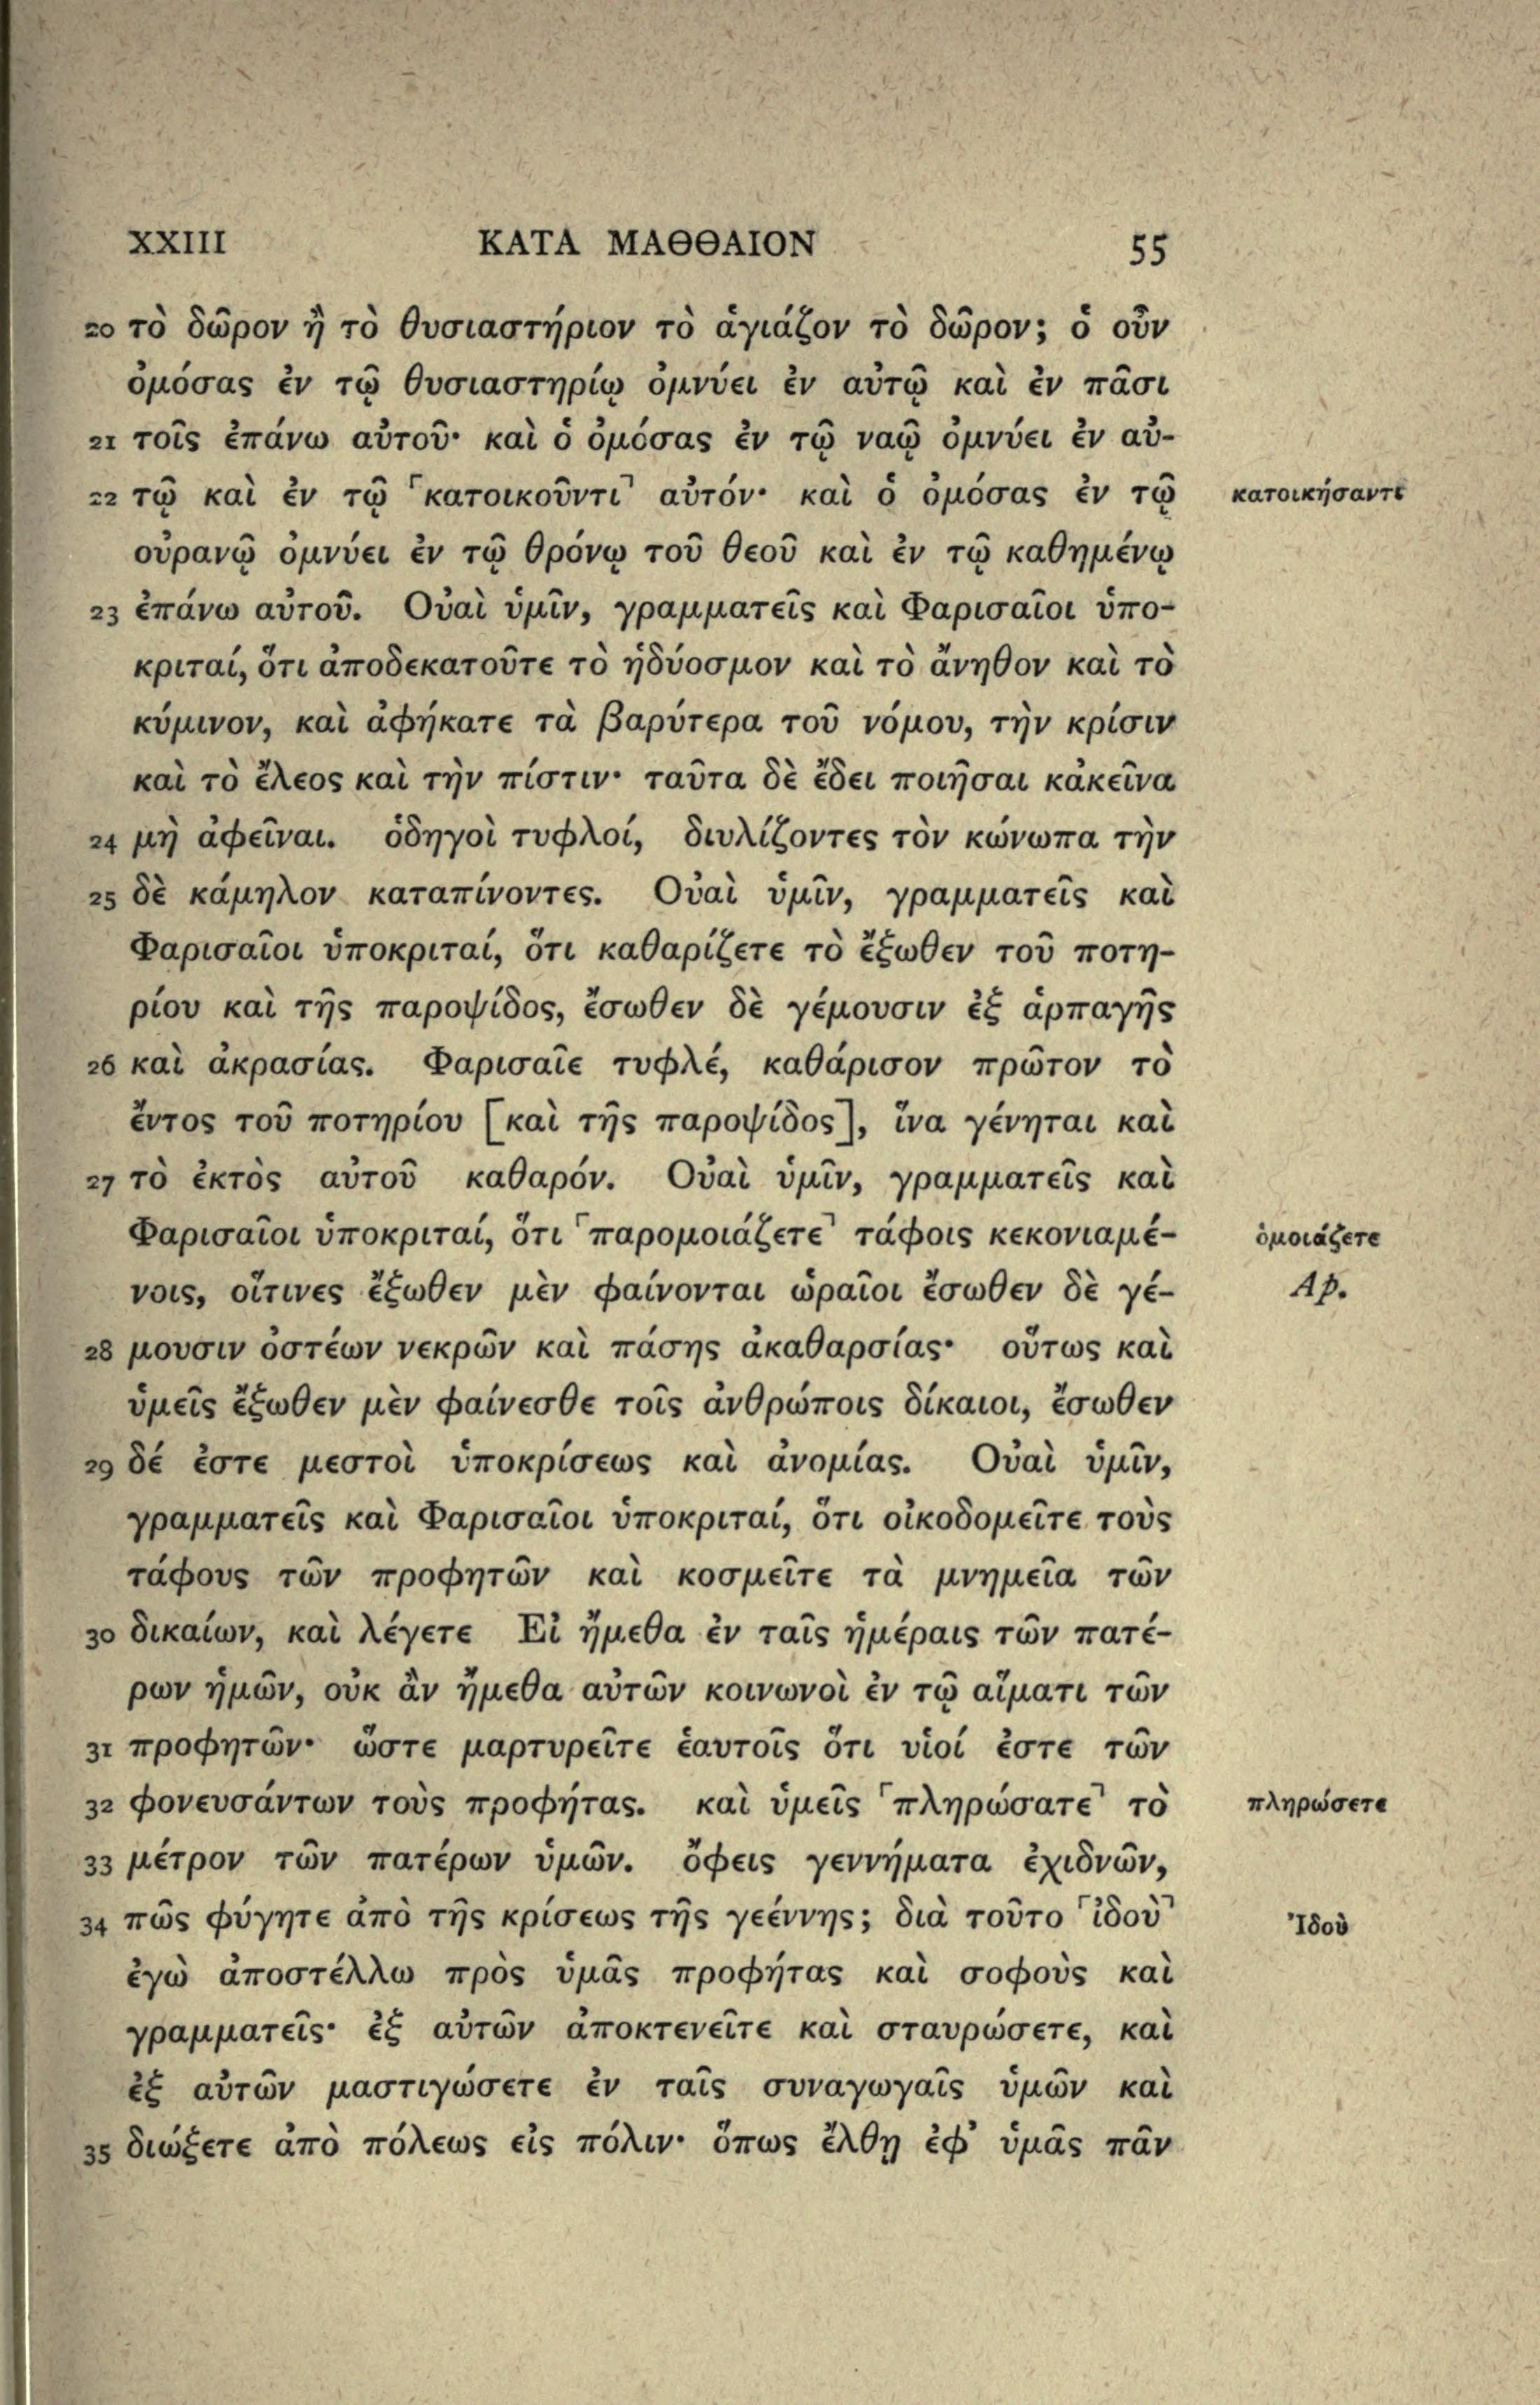 XXIII ΚΑΤΑ ΜΑΘΘΑΙΟΝ 55
20 τὸ δῶρον ἢ τὸ θυσιαστήριον τὸ ἁγιάζον τὸ δῶρον; ὁ οὖν
ὀμόσας ἐν τῷ θυσιαστηρίῳ ὀμνύει ἐν αὐτῷ καὶ ἐν πᾶσι
21 τοῖς ἐπάνω αὐτοῦ· καὶ ὁ ὀμόσας ἐν τῷ ναῷ ὀμνύει ἐν αὐ-
22 τῷ καὶ ἐν τῷ ⸀κατοικοῦντι⸃ αὐτόν· καὶ ὁ ὀμόσας ἐν τῷ κατοικήσαντι
οὐρανῷ ὀμνύει ἐν τῷ θρόνῳ τοῦ θεοῦ καὶ ἐν τῷ καθημένῳ
23 ἐπάνω αὐτοῦ. Οὐαὶ ὑμῖν, γραμματεῖς καὶ Φαρισαῖοι ὑπο-
κριταί, ὅτι ἀποδεκατοῦτε τὸ ἡδύοσμον καὶ τὸ ἄνηθον καὶ τὸ
κύμινον, καὶ ἀφήκατε τὰ βαρύτερα τοῦ νόμου, τὴν κρίσιν
καὶ τὸ ἔλεος καὶ τὴν πίστιν· ταῦτα δὲ ἔδει ποιῆσαι κἀκεῖνα
24 μὴ ἀφεῖναι. ὁδηγοὶ τυφλοί, διυλίζοντες τὸν κώνωπα τὴν
25 δὲ κάμηλον καταπίνοντες. Οὐαὶ ὑμῖν, γραμματεῖς καὶ
Φαρισαῖοι ὑποκριταί, ὅτι καθαρίζετε τὸ ἔξωθεν τοῦ ποτη-
ρίου καὶ τῆς παροψίδος, ἔσωθεν δὲ γέμουσιν ἐξ ἁρπαγῆς
26 καὶ ἀκρασίας. Φαρισαῖε τυφλέ, καθάρισον πρῶτον τὸ
ἔντος τοῦ ποτηρίου [καὶ τῆς παροψίδος], ἵνα γένηται καὶ
27 τὸ ἐκτὸς αὐτοῦ καθαρόν. Οὐαὶ ὑμῖν, γραμματεῖς καὶ
Φαρισαῖοι ὑποκριταί, ὅτι ⸀παρομοιάζετε⸃ τάφοις κεκονιαμέ- ὁμοιάζετε
νοις, οἵτινες ἔξωθεν μὲν φαίνονται ὡραῖοι ἔσωθεν δὲ γέ- Ap.
28 μουσιν ὀστέων νεκρῶν καὶ πάσης ἀκαθαρσίας· οὕτως καὶ
ὑμεῖς ἔξωθεν μὲν φαίνεσθε τοῖς ἀνθρώποις δίκαιοι, ἔσωθεν
29 δέ ἐστε μεστοὶ ὑποκρίσεως καὶ ἀνομίας. Οὐαὶ ὑμῖν,
γραμματεῖς καὶ Φαρισαῖοι ὑποκριταί, ὅτι οἰκοδομεῖτε τοὺς
τάφους τῶν προφητῶν καὶ κοσμεῖτε τὰ μνημεῖα τῶν
30 δικαίων, καὶ λέγετε Εἰ ἤμεθα ἐν ταῖς ἡμέραις τῶν πατέ-
ρων ἡμῶν, οὐκ ἂν ἤμεθα αὐτῶν κοινωνοὶ ἐν τῷ αἵματι τῶν
31 προφητῶν· ὥστε μαρτυρεῖτε ἑαυτοῖς ὅτι υἱοί ἐστε τῶν
32 φονευσάντων τοὺς προφήτας. καὶ ὑμεῖς ⸀πληρώσατε⸃ τὸ πληρώσετε
33 μέτρον τῶν πατέρων ὑμῶν. ὄφεις γεννήματα ἐχιδνῶν,
34 πῶς φύγητε ἀπὸ τῆς κρίσεως τῆς γεέννης; διὰ τοῦτο ⸀ἰδοὺ⸃ Ἰδοὺ
ἐγὼ ἀποστέλλω πρὸς ὑμᾶς προφήτας καὶ σοφοὺς καὶ
γραμματεῖς· ἐξ αὐτῶν ἀποκτενεῖτε καὶ σταυρώσετε, καὶ
ἐξ αὐτῶν μαστιγώσετε ἐν ταῖς συναγωγαῖς ὑμῶν καὶ
35 διώξετε ἀπὸ πόλεως εἰς πόλιν· ὅπως ἔλθῃ ἐφ' ὑμᾶς πᾶν